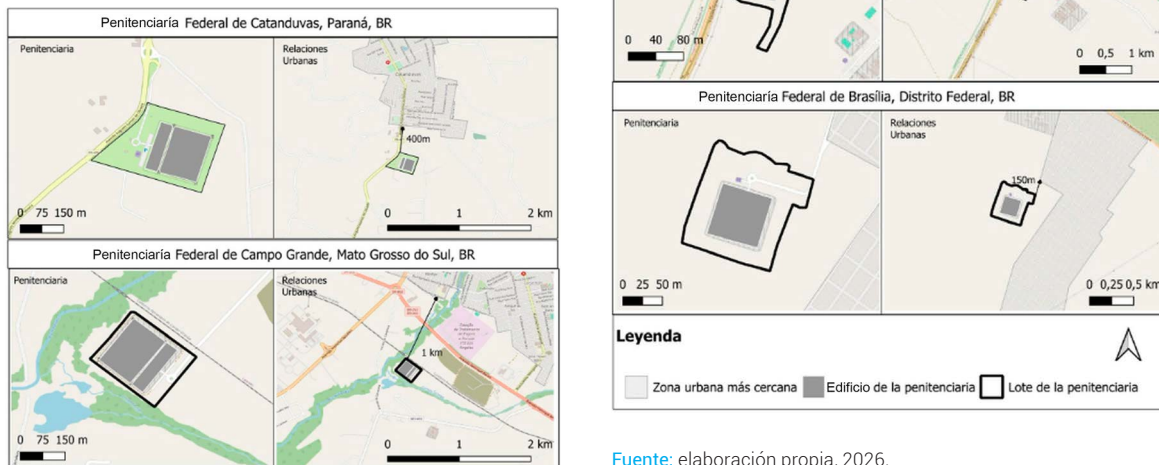 Penitenciaría Federal de Catanduvas, Paraná, BR
Penitenciaria
Relaciones
Urbanas
Catanduvas
400m
0 75 150 m
0 1 2 km
Penitenciaría Federal de Campo Grande, Mato Grosso do Sul, BR
Penitenciaria
Relaciones
Urbanas
1 km
0 75 150 m
0 1 2 km
0 40 80 m
0 0,5 1 km
Penitenciaría Federal de Brasília, Distrito Federal, BR
Penitenciaria
Relaciones
Urbanas
150m
0 25 50 m
0 0,25 0,5 km
Leyenda
Zona urbana más cercana
Edificio de la penitenciaria
Lote de la penitenciaria
Fuente: elaboración propia, 2026.